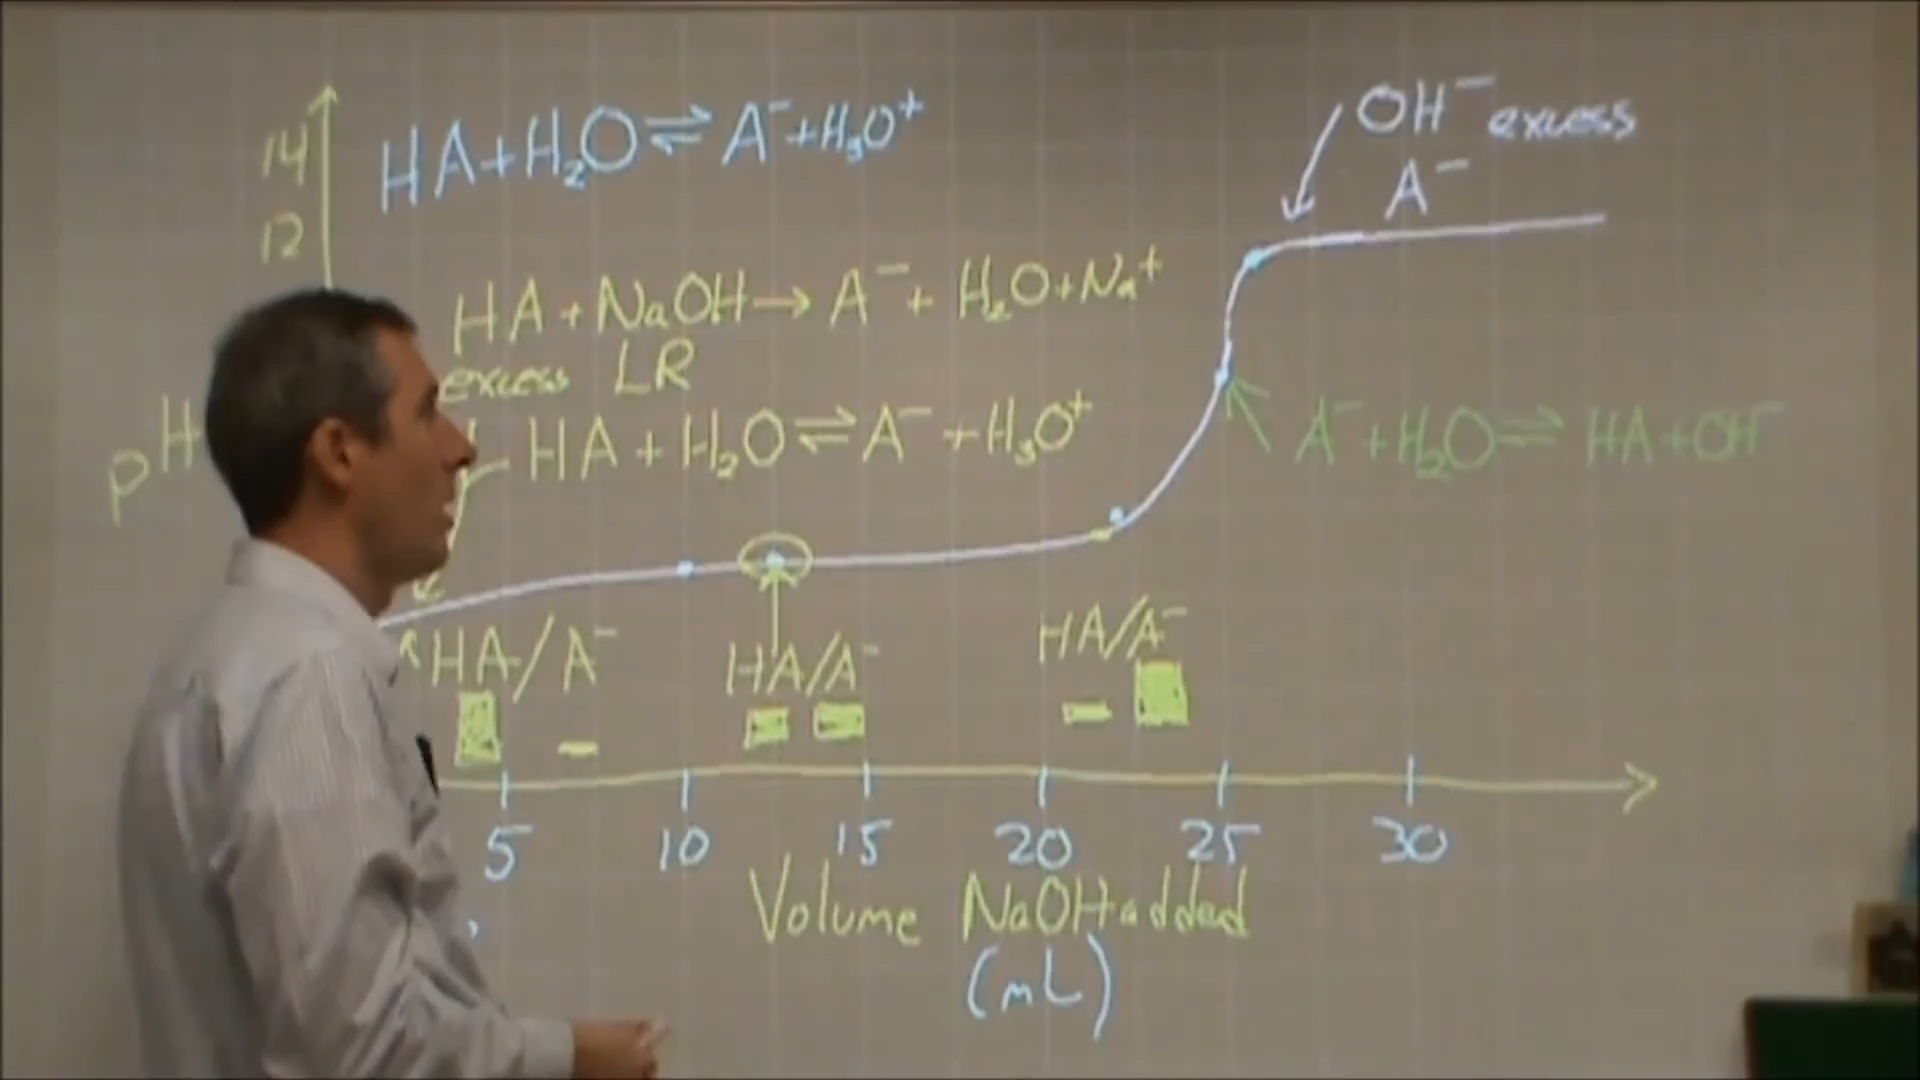 14
HA + H₂O ⇌ A⁻ + H₃O⁺
OH⁻ excess
A⁻
12
HA + NaOH → A⁻ + H₂O + Na⁺
excess LR
pH
HA + H₂O ⇌ A⁻ + H₃O⁺
A⁻ + H₂O ⇌ HA + OH⁻
HA/A⁻
HA/A⁻
HA/A⁻
5 10 15 20 25 30
Volume NaOH added
(mL)